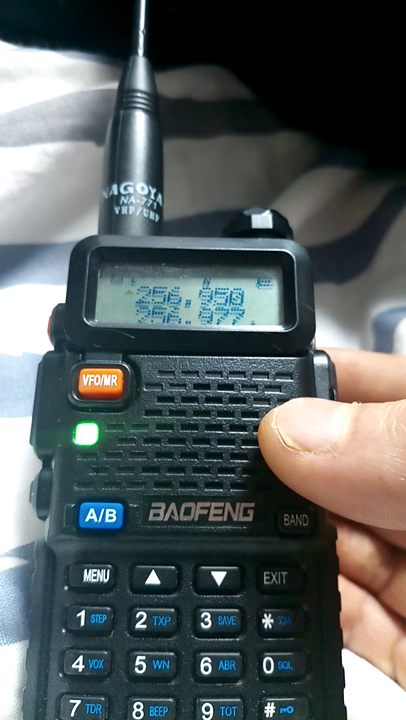 NAGOYA
NA-771
VHF/UHF
N
VFO/MR
A/B
BAOFENG
BAND
MENU
▲
▼
EXIT
1 STEP
2 TXP
3 SAVE
* SCAN
4 VOX
5 WN
6 ABR
0 SQL
7 TDR
8 BEEP
9 TOT
#